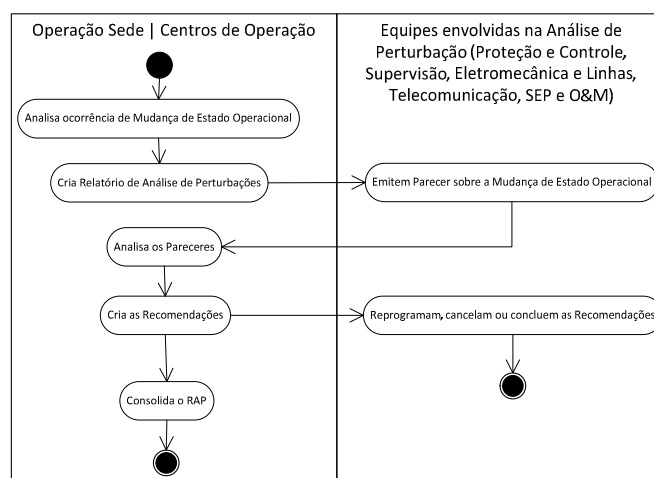 Operação Sede | Centros de Operação
Equipes envolvidas na Análise de
Perturbação (Proteção e Controle,
Supervisão, Eletromecânica e Linhas,
Telecomunicação, SEP e O&M)
Analisa ocorrência de Mudança de Estado Operacional
Cria Relatório de Análise de Perturbações
Emitem Parecer sobre a Mudança de Estado Operacional
Analisa os Pareceres
Cria as Recomendações
Reprogramam, cancelam ou concluem as Recomendações
Consolida o RAP